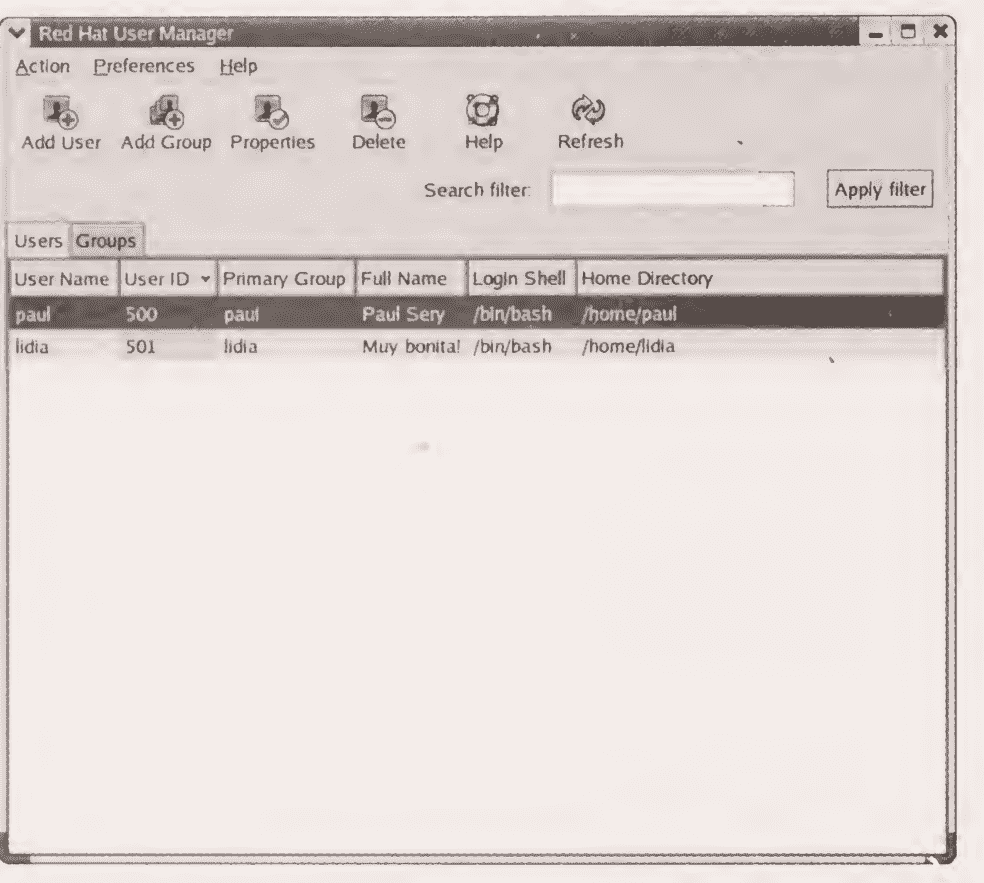 Red Hat User Manager
Action Preferences Help
Add User Add Group Properties Delete Help Refresh
Search filter: Apply filter
Users Groups
User Name User ID Primary Group Full Name Login Shell Home Directory
paul 500 paul Paul Sery /bin/bash /home/paul
lidia 501 lidia Muy bonita! /bin/bash /home/lidia